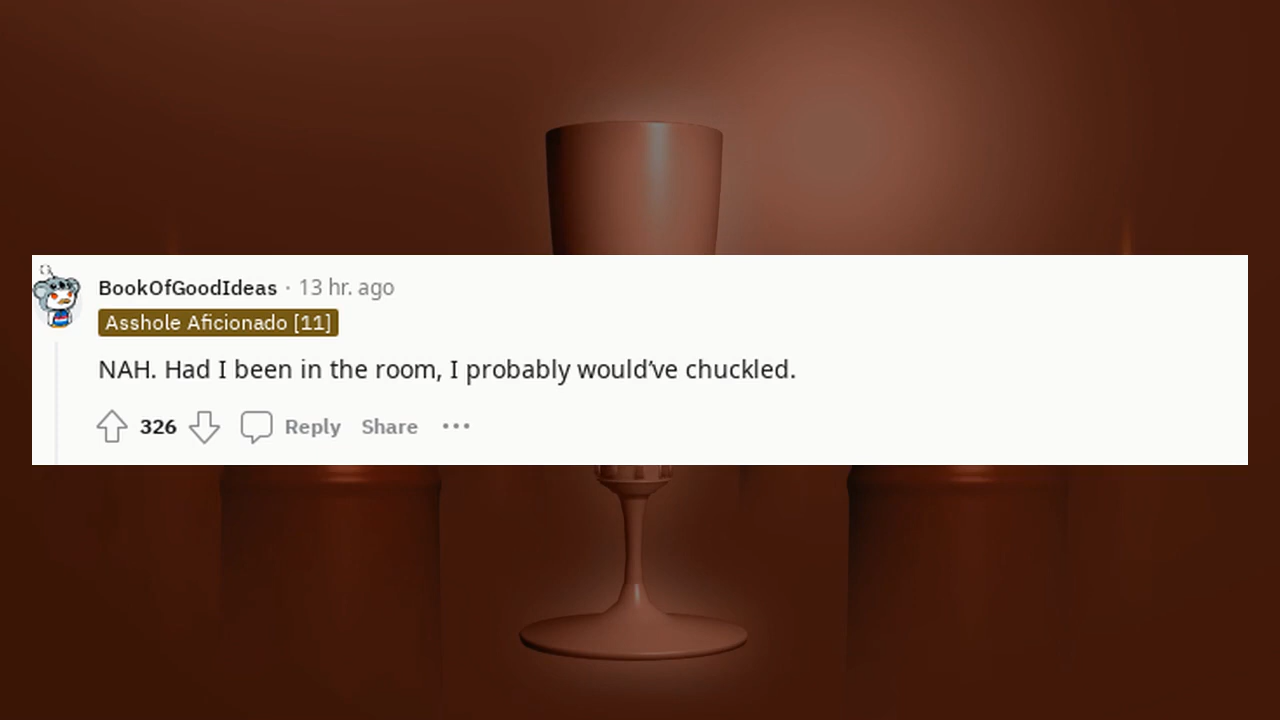 BookOfGoodIdeas · 13 hr. ago
Asshole Aficionado [11]
NAH. Had I been in the room, I probably would’ve chuckled.
326 Reply Share ···